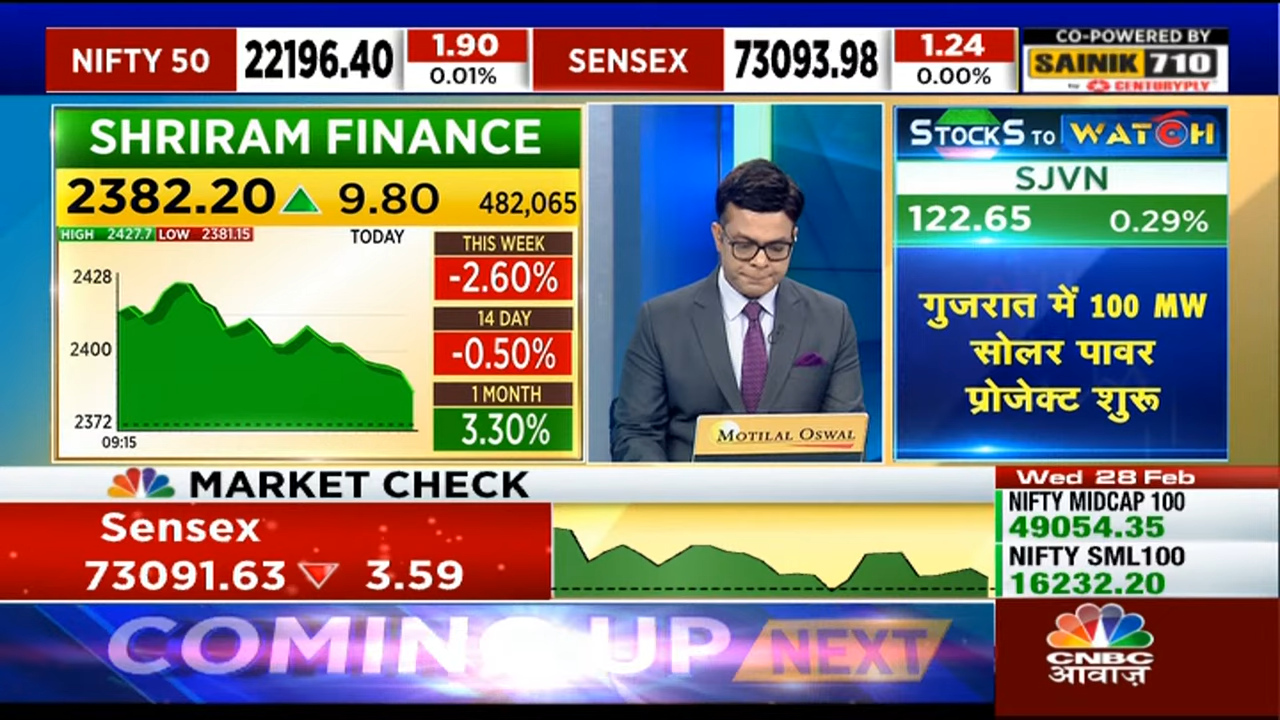 NIFTY 50 22196.40 1.90 0.01% SENSEX 73093.98 1.24 0.00%
CO-POWERED BY
SAINIK 710
by CENTURYPLY
SHRIRAM FINANCE
2382.20 9.80 482,065
HIGH 2427.7 LOW 2381.15 TODAY
2428
2400
2372
09:15
THIS WEEK
-2.60%
14 DAY
-0.50%
1 MONTH
3.30%
MOTILAL OSWAL
STOCKS TO WATCH
SJVN
122.65 0.29%
गुजरात में 100 MW
सोलर पावर
प्रोजेक्ट शुरू
MARKET CHECK
Sensex
73091.63 3.59
Wed 28 Feb
NIFTY MIDCAP 100
49054.35
NIFTY SML100
16232.20
COMING UP NEXT
CNBC
आवाज़